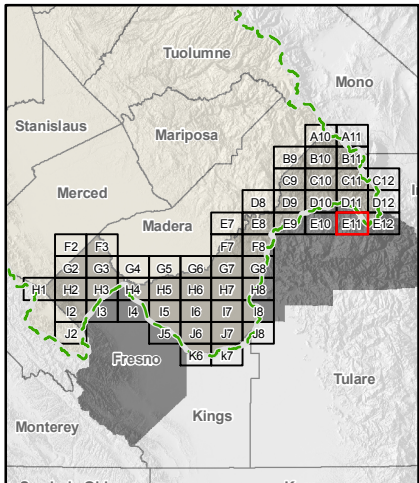 Tuolumne
Mono
Stanislaus
Mariposa
A10 A11
B9 B10 B11
Merced
C9 C10 C11 C12
D8 D9 D10 D11 D12
Madera
E7 E8 E9 E10 E11 E12
F2 F3 F7 F8
G2 G3 G4 G5 G6 G7 G8
H1 H2 H3 H4 H5 H6 H7 H8
I2 I3 I4 I5 I6 I7 I8
J2 J5 J6 J7 J8
Fresno
K6 k7
Tulare
Kings
Monterey